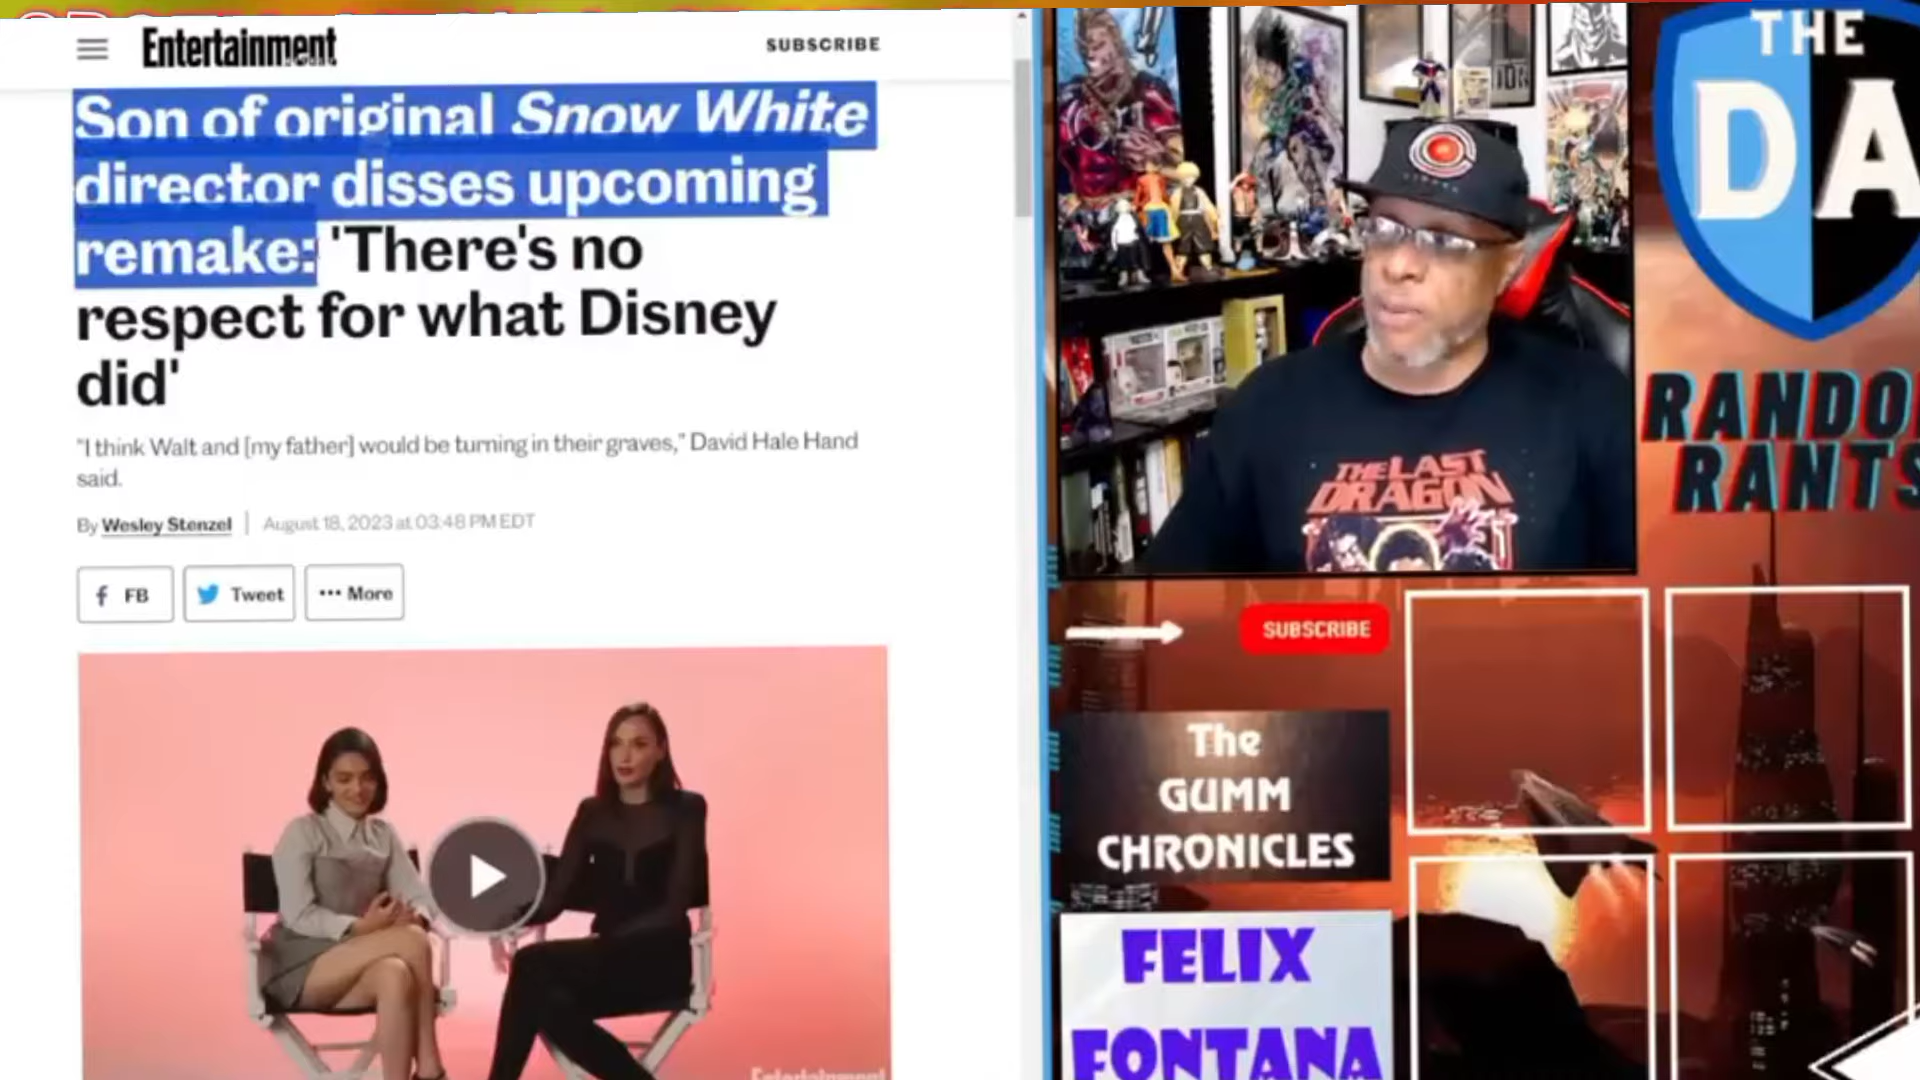 Entertainment
SUBSCRIBE
Son of original Snow White
director disses upcoming
remake: 'There's no
respect for what Disney
did'
"I think Walt and [my father] would be turning in their graves," David Hale Hand
said.
By Wesley Stenzel | August 18, 2023 at 03:48 PM EDT
FB
Tweet
••• More
Entertainment
THE LAST
DRAGON
THE
DA
RANDO
RANTS
SUBSCRIBE
The
GUMM
CHRONICLES
FELIX
FONTANA